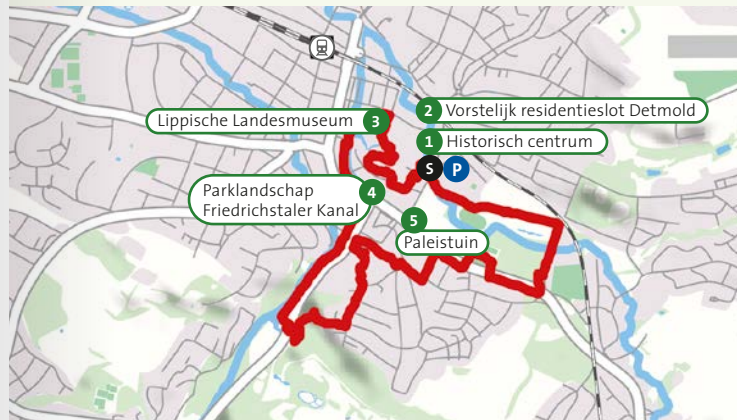 2 Vorstelijk residentieslot Detmold
Lippische Landesmuseum 3
1 Historisch centrum
S P
Parklandschap
Friedrichstaler Kanal
4
5
Paleistuin